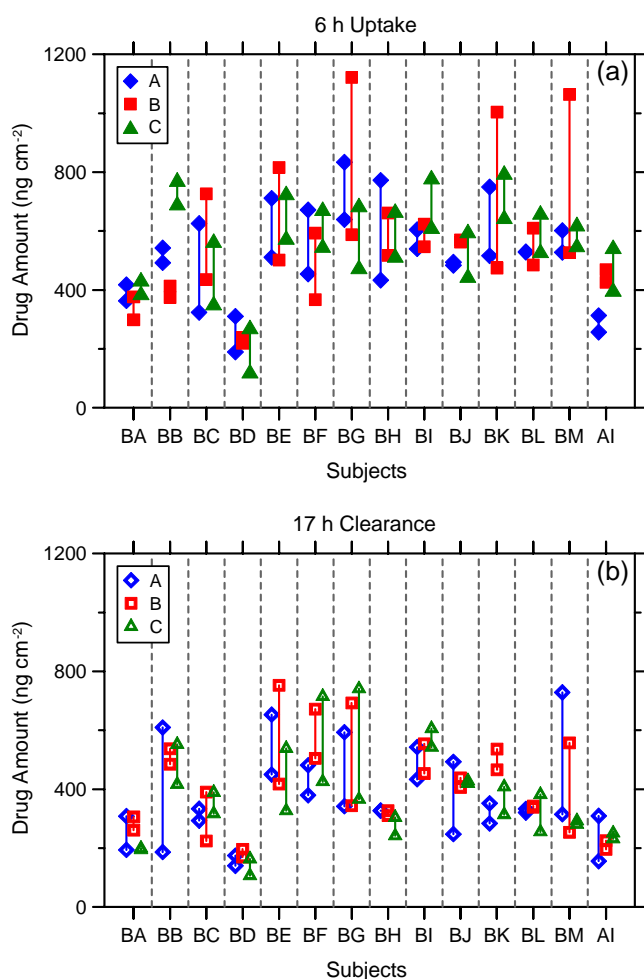 6 h Uptake
1200
(a)
A
B
C
800
400
0
Drug Amount (ng cm⁻²)
BA BB BC BD BE BF BG BH BI BJ BK BL BM AI
Subjects
17 h Clearance
1200
(b)
A
B
C
800
400
0
Drug Amount (ng cm⁻²)
BA BB BC BD BE BF BG BH BI BJ BK BL BM AI
Subjects